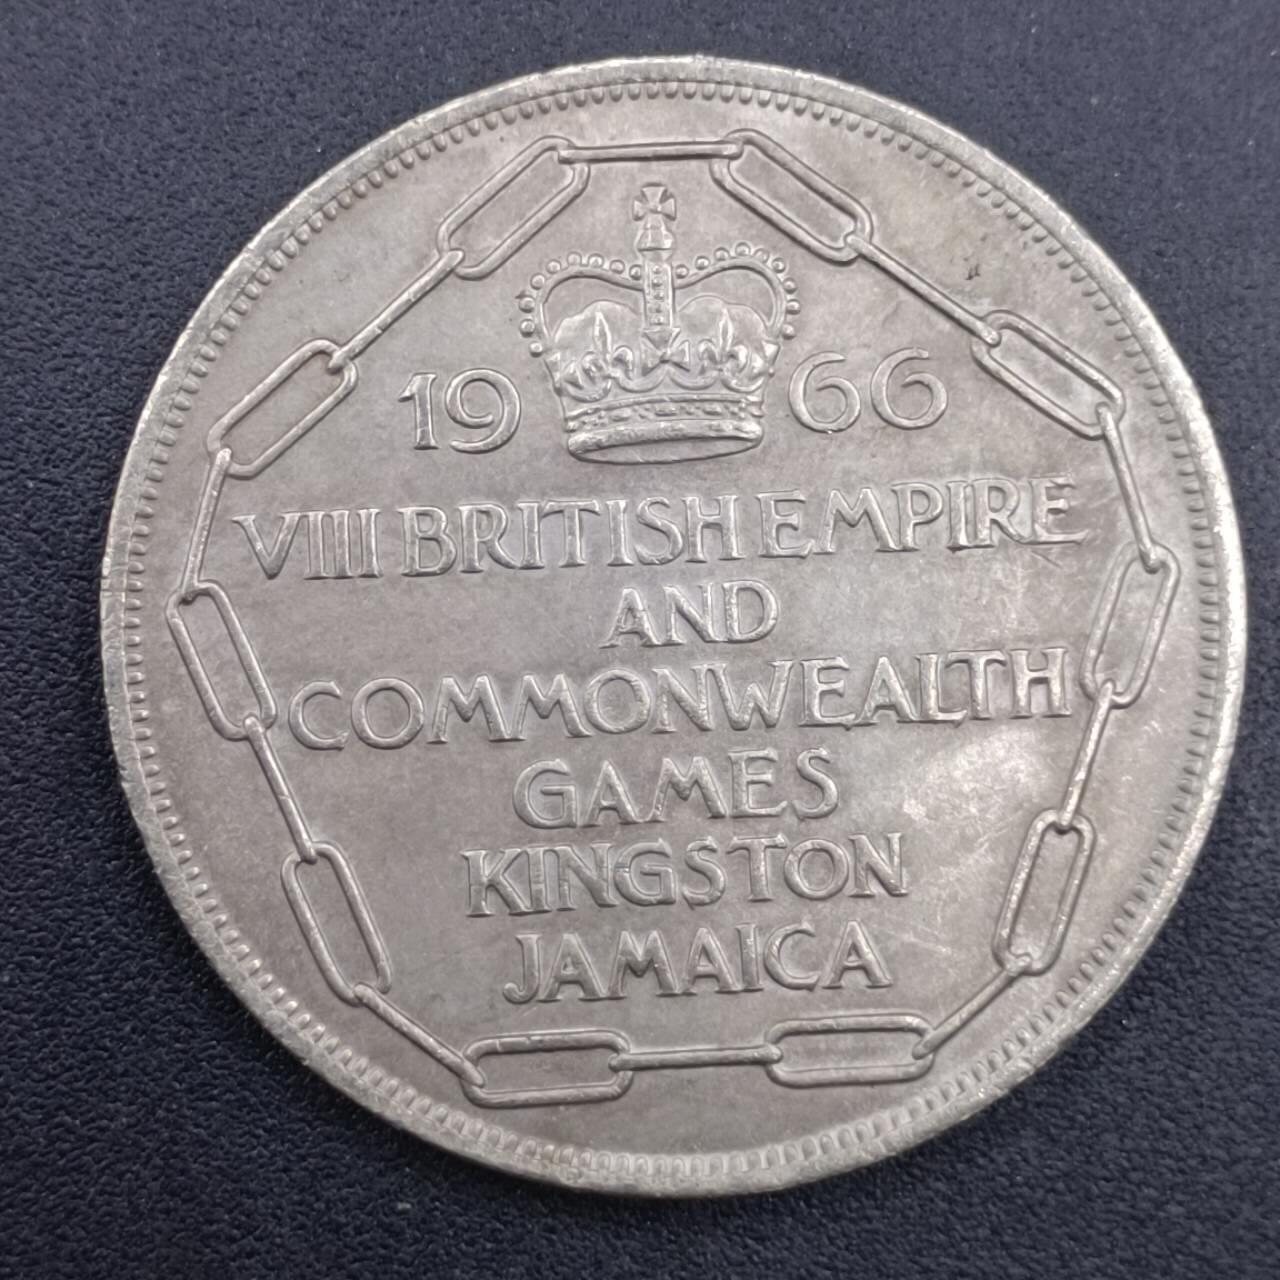 1966
VIII BRITISH EMPIRE
AND
COMMONWEALTH
GAMES
KINGSTON
JAMAICA